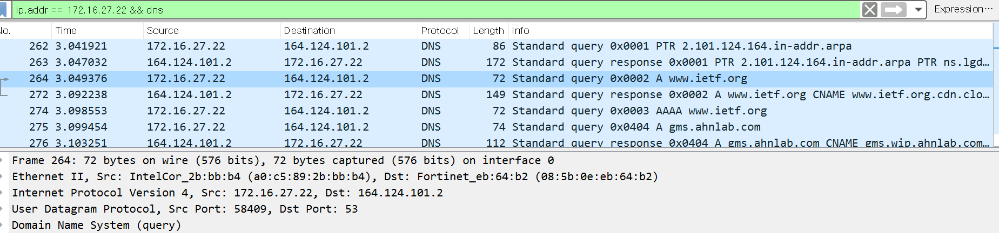 ip.addr == 172.16.27.22 && dns Expression…
No. Time Source Destination Protocol Length Info
262 3.041921 172.16.27.22 164.124.101.2 DNS 86 Standard query 0x0001 PTR 2.101.124.164.in-addr.arpa
263 3.047032 164.124.101.2 172.16.27.22 DNS 172 Standard query response 0x0001 PTR 2.101.124.164.in-addr.arpa PTR ns.lgd…
264 3.049376 172.16.27.22 164.124.101.2 DNS 72 Standard query 0x0002 A www.ietf.org
272 3.092238 164.124.101.2 172.16.27.22 DNS 149 Standard query response 0x0002 A www.ietf.org CNAME www.ietf.org.cdn.clo…
274 3.098553 172.16.27.22 164.124.101.2 DNS 72 Standard query 0x0003 AAAA www.ietf.org
275 3.099454 172.16.27.22 164.124.101.2 DNS 74 Standard query 0x0404 A gms.ahnlab.com
276 3.103251 164.124.101.2 172.16.27.22 DNS 112 Standard query response 0x0404 A gms.ahnlab.com CNAME gms.wip.ahnlab.com…
Frame 264: 72 bytes on wire (576 bits), 72 bytes captured (576 bits) on interface 0
Ethernet II, Src: IntelCor_2b:bb:b4 (a0:c5:89:2b:bb:b4), Dst: Fortinet_eb:64:b2 (08:5b:0e:eb:64:b2)
Internet Protocol Version 4, Src: 172.16.27.22, Dst: 164.124.101.2
User Datagram Protocol, Src Port: 58409, Dst Port: 53
Domain Name System (query)